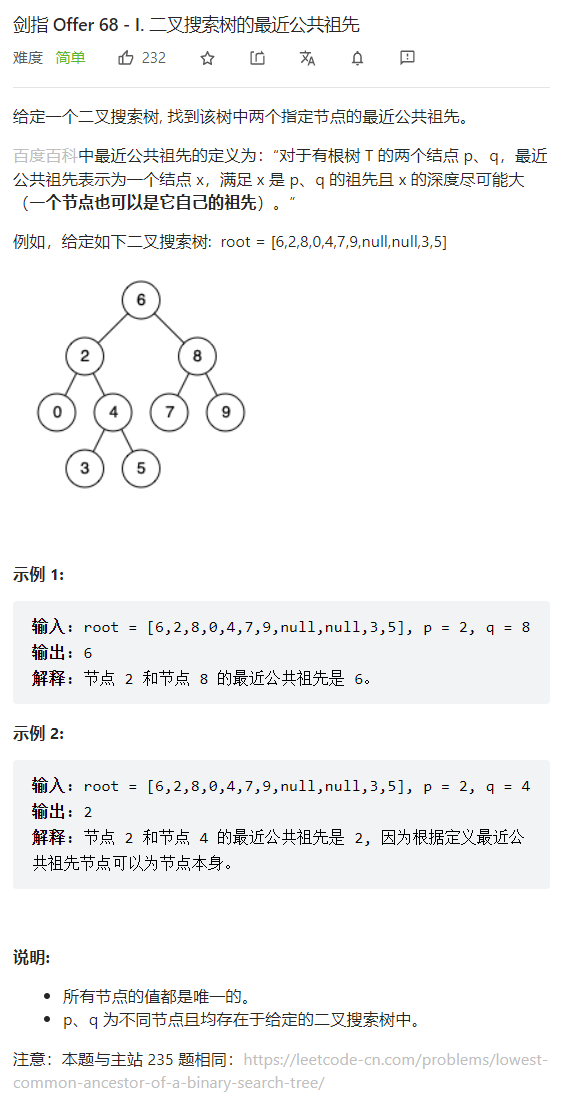 剑指 Offer 68 - I. 二叉搜索树的最近公共祖先
难度 简单 232
给定一个二叉搜索树, 找到该树中两个指定节点的最近公共祖先。
百度百科中最近公共祖先的定义为：“对于有根树 T 的两个结点 p、q，最近
公共祖先表示为一个结点 x，满足 x 是 p、q 的祖先且 x 的深度尽可能大
（一个节点也可以是它自己的祖先）。”
例如，给定如下二叉搜索树: root = [6,2,8,0,4,7,9,null,null,3,5]
6
2 8
0 4 7 9
3 5
示例 1:
输入: root = [6,2,8,0,4,7,9,null,null,3,5], p = 2, q = 8
输出: 6
解释: 节点 2 和节点 8 的最近公共祖先是 6。
示例 2:
输入: root = [6,2,8,0,4,7,9,null,null,3,5], p = 2, q = 4
输出: 2
解释: 节点 2 和节点 4 的最近公共祖先是 2, 因为根据定义最近公
共祖先节点可以为节点本身。
说明:
• 所有节点的值都是唯一的。
• p、q 为不同节点且均存在于给定的二叉搜索树中。
注意：本题与主站 235 题相同：https://leetcode-cn.com/problems/lowest-
common-ancestor-of-a-binary-search-tree/